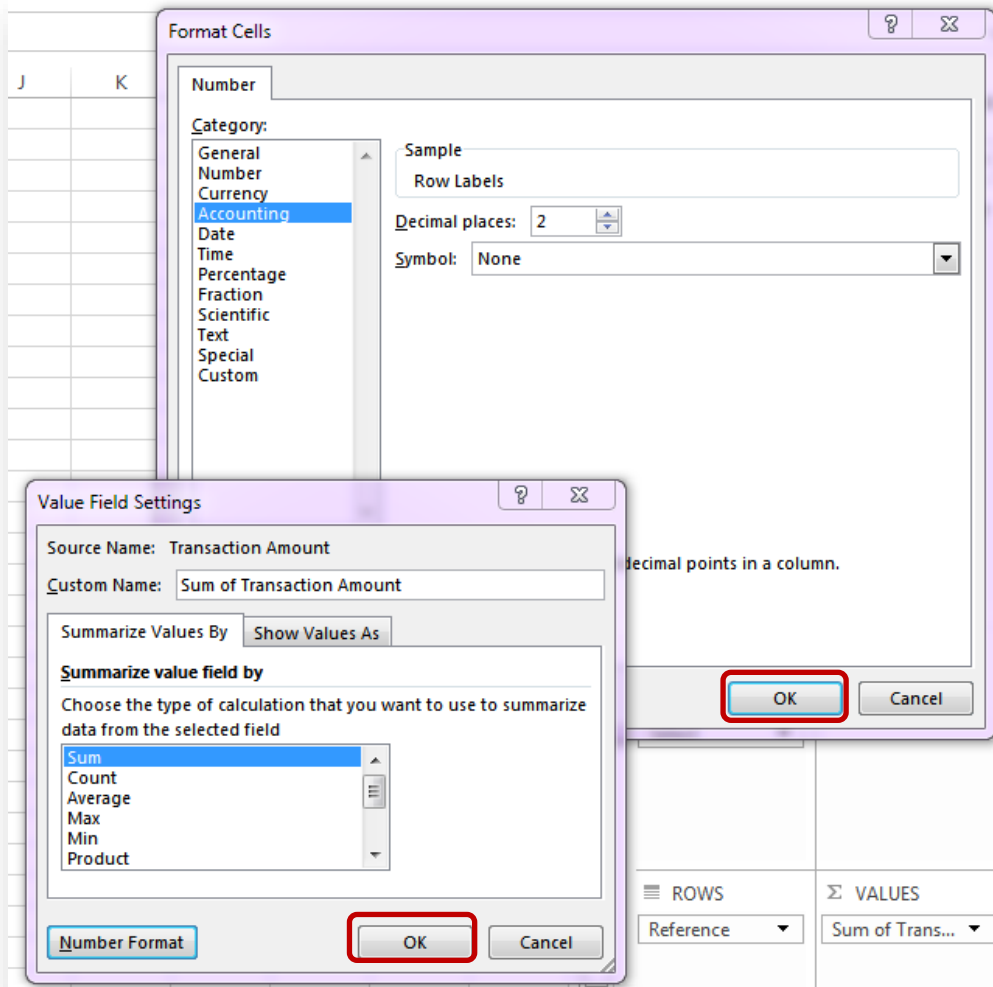 J K
Format Cells
Number
Category:
General
Number
Currency
Accounting
Date
Time
Percentage
Fraction
Scientific
Text
Special
Custom
Sample
Row Labels
Decimal places: 2
Symbol: None
decimal points in a column.
OK Cancel
Value Field Settings
Source Name: Transaction Amount
Custom Name: Sum of Transaction Amount
Summarize Values By Show Values As
Summarize value field by
Choose the type of calculation that you want to use to summarize
data from the selected field
Sum
Count
Average
Max
Min
Product
Number Format OK Cancel
ROWS Σ VALUES
Reference Sum of Trans...